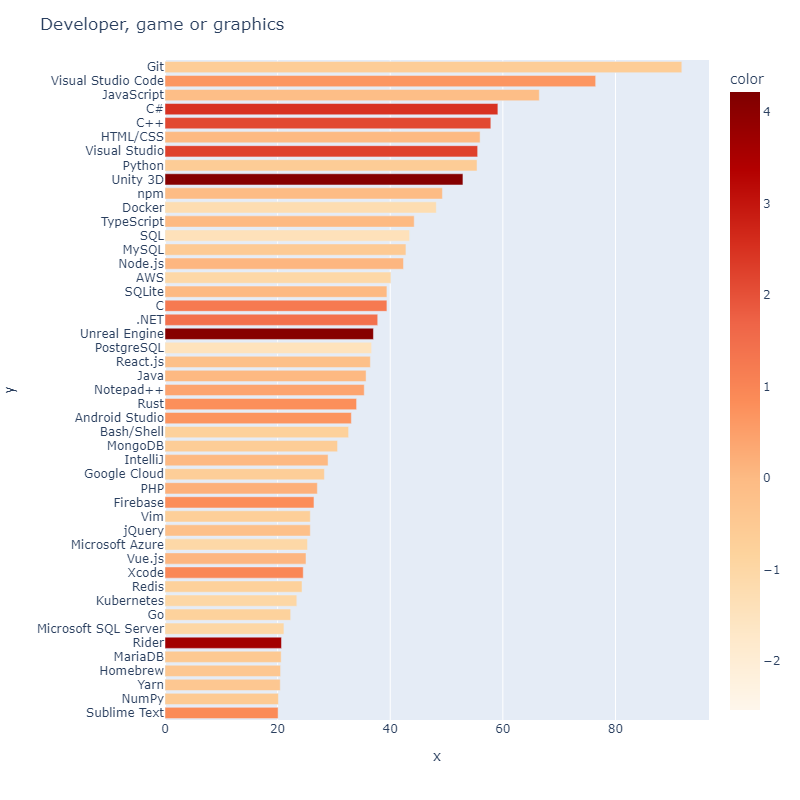 Developer, game or graphics
Git
Visual Studio Code
JavaScript
C#
C++
HTML/CSS
Visual Studio
Python
Unity 3D
npm
Docker
TypeScript
SQL
MySQL
Node.js
AWS
SQLite
C
.NET
Unreal Engine
PostgreSQL
React.js
Java
Notepad++
Rust
Android Studio
Bash/Shell
MongoDB
IntelliJ
Google Cloud
PHP
Firebase
Vim
jQuery
Microsoft Azure
Vue.js
Xcode
Redis
Kubernetes
Go
Microsoft SQL Server
Rider
MariaDB
Homebrew
Yarn
NumPy
Sublime Text
y
0 20 40 60 80
x
color
4
3
2
1
0
−1
−2